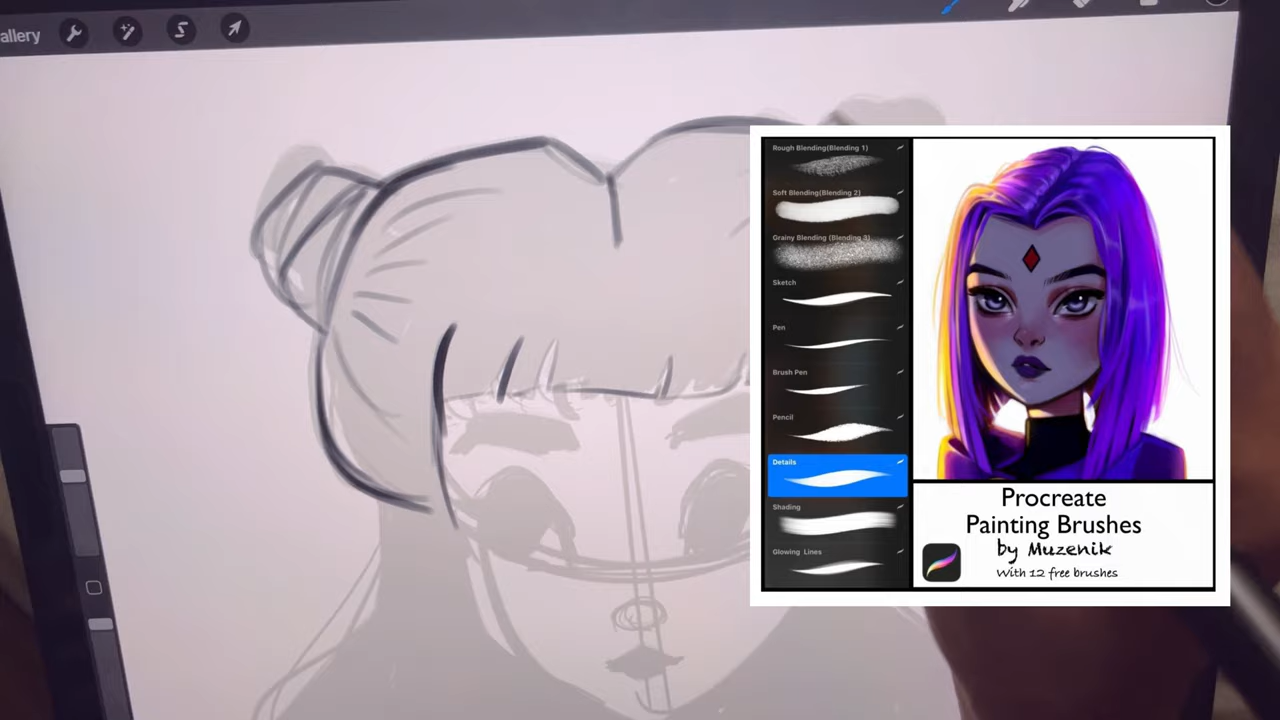 allery
Rough Blending(Blending 1)
Soft Blending(Blending 2)
Grainy Blending (Blending 3)
Sketch
Pen
Brush Pen
Pencil
Details
Shading
Glowing Lines
Procreate
Painting Brushes
by Muzenik
With 12 free brushes